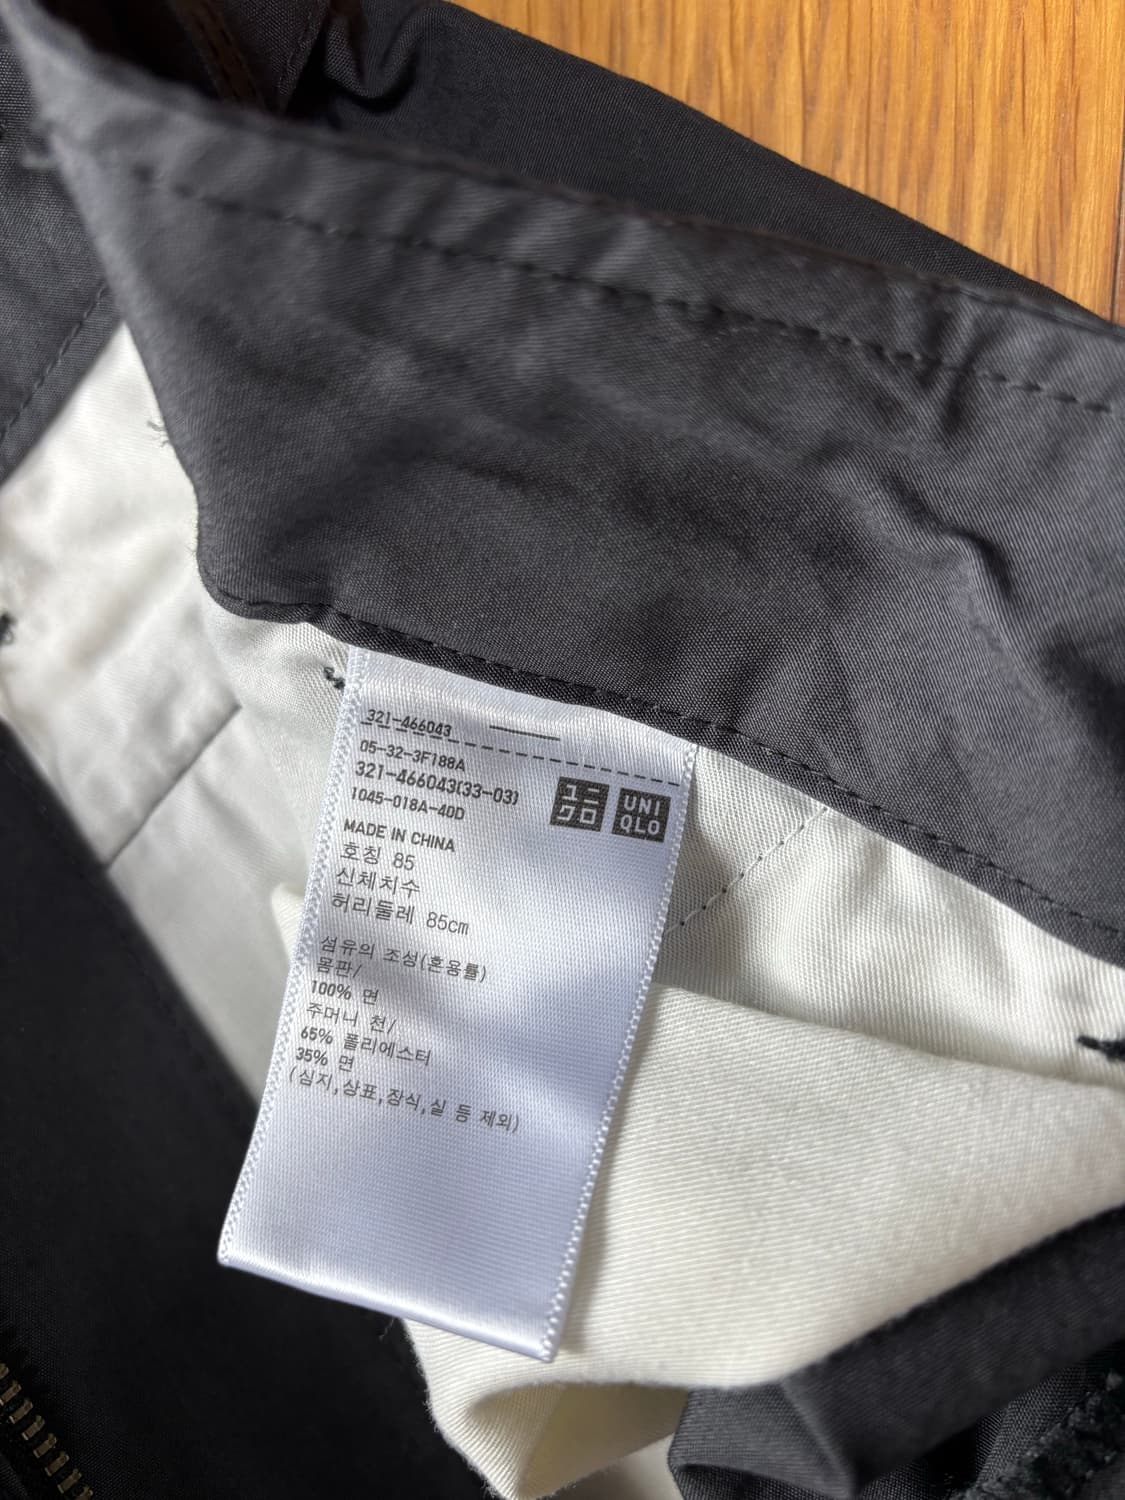 321-466043
05-32-3F188A
321-466043(33-03)
1045-018A-40D
ユニ
クロ
UNI
QLO
MADE IN CHINA
호칭 85
신체치수
허리둘레 85cm
섬유의 조성(혼용률)
몸판/
100% 면
주머니 천/
65% 폴리에스터
35% 면
(심지,상표,장식,실 등 제외)